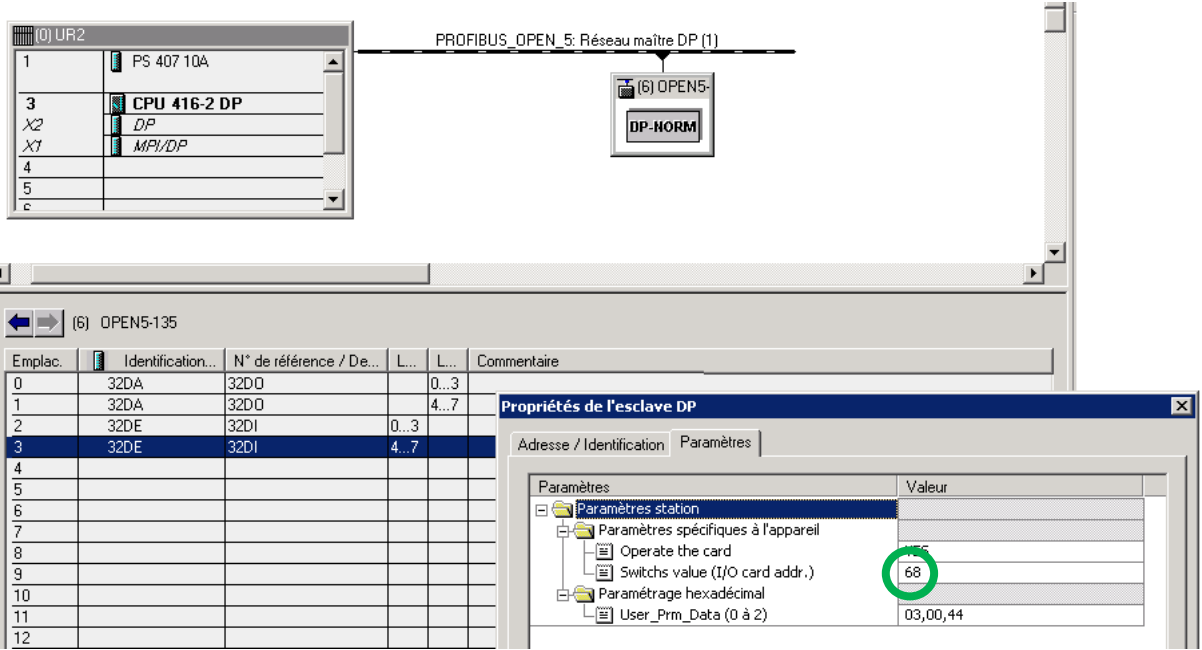 (0) UR2
1 PS 407 10A
3 CPU 416-2 DP
X2 DP
X1 MPI/DP
4
5
PROFIBUS_OPEN_5: Réseau maître DP (1)
(6) OPEN5-
DP-NORM
(6) OPEN5-135
Emplac. Identification... N° de référence / De... L... L... Commentaire
0 32DA 32DO 0...3
1 32DA 32DO 4...7
2 32DE 32DI 0...3
3 32DE 32DI 4...7
4
5
6
7
8
9
10
11
12
Propriétés de l'esclave DP
Adresse / Identification Paramètres
Paramètres Valeur
Paramètres station
Paramètres spécifiques à l'appareil
Operate the card YES
Switchs value (I/O card addr.) 68
Paramétrage hexadécimal
User_Prm_Data (0 à 2) 03,00,44